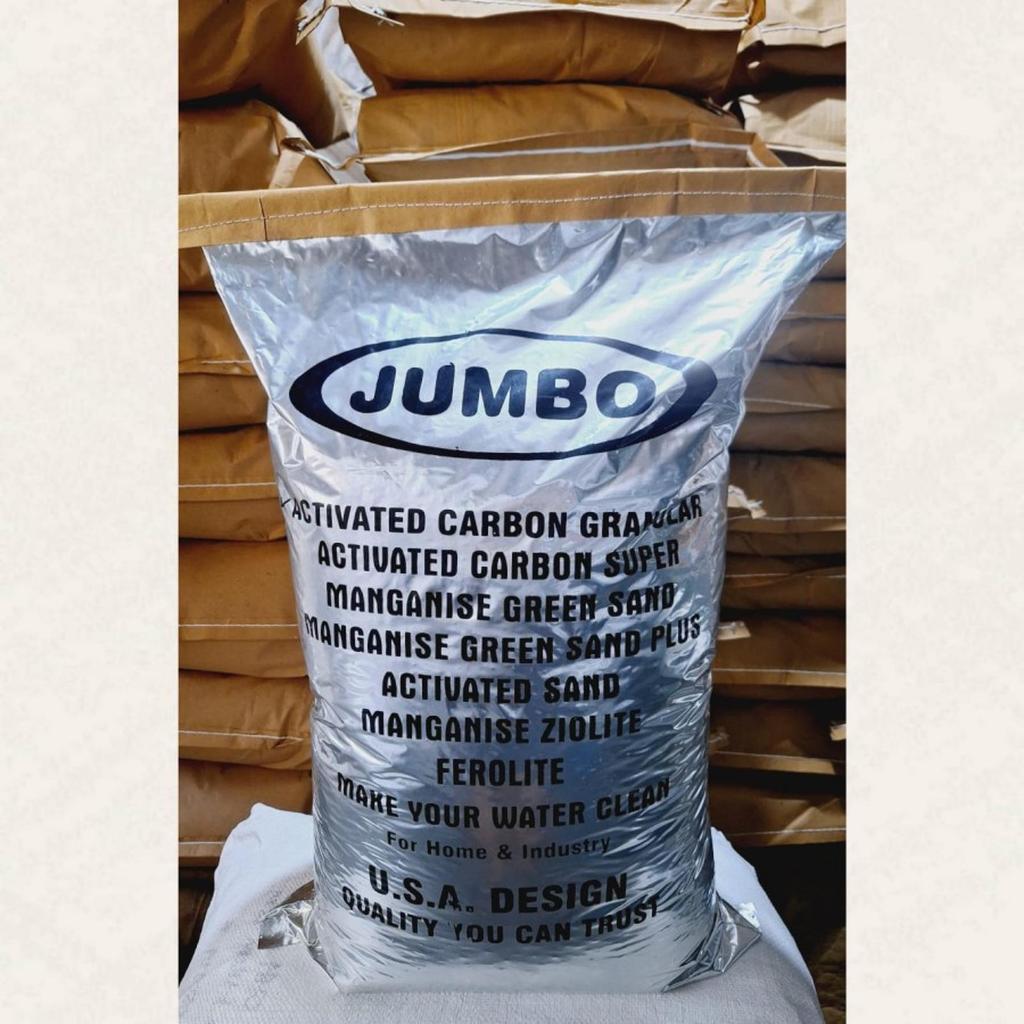 JUMBO
ACTIVATED CARBON GRANULAR
ACTIVATED CARBON SUPER
MANGANISE GREEN SAND
MANGANISE GREEN SAND PLUS
ACTIVATED SAND
MANGANISE ZIOLITE
FEROLITE
MAKE YOUR WATER CLEAN
For Home & Industry
U.S.A. DESIGN
QUALITY YOU CAN TRUST